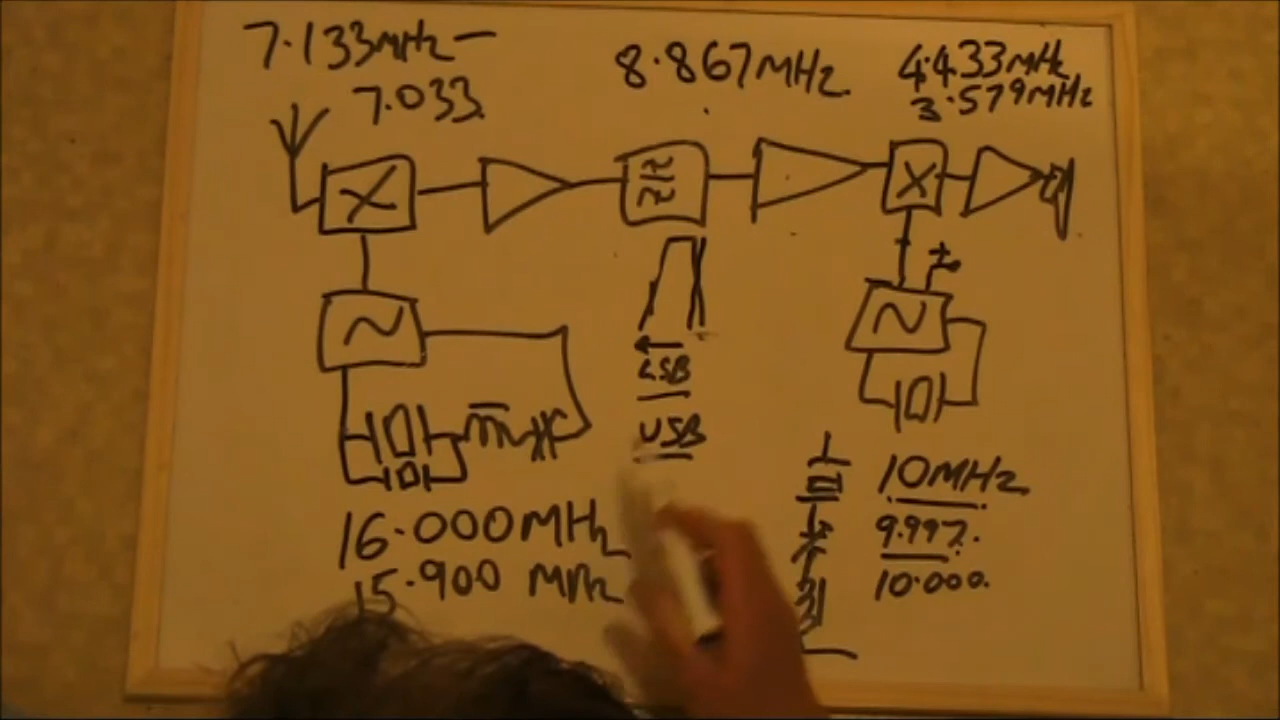 7.133MHz –
7.033.
8.867MHz.
4.433MHz
3.579MHz
LSB
USB
16.000MHz
15.900 MHz
10MHz
9.997.
10.000.